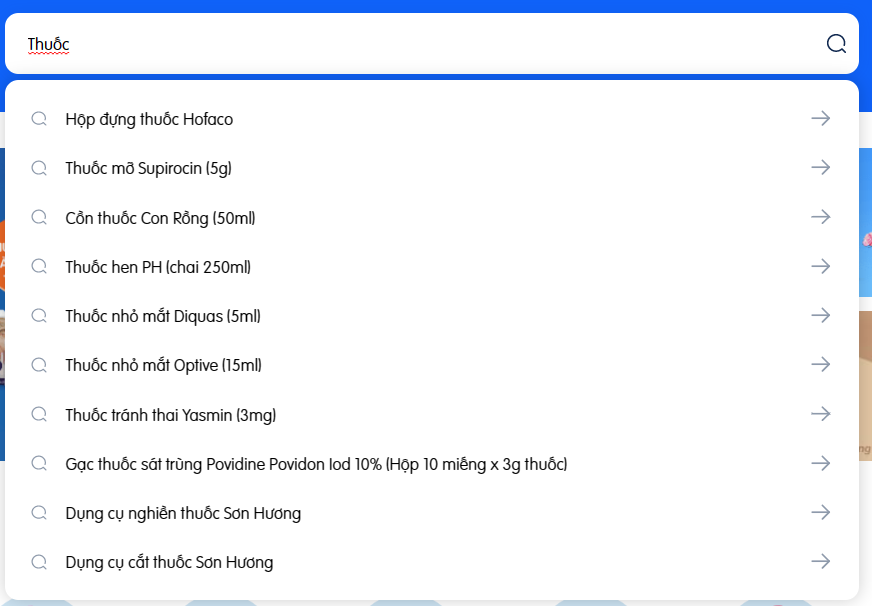 Thuốc
Hộp đựng thuốc Hofaco
Thuốc mỡ Supirocin (5g)
Cồn thuốc Con Rồng (50ml)
Thuốc hen PH (chai 250ml)
Thuốc nhỏ mắt Diquas (5ml)
Thuốc nhỏ mắt Optive (15ml)
Thuốc tránh thai Yasmin (3mg)
Gạc thuốc sát trùng Povidine Povidon Iod 10% (Hộp 10 miếng x 3g thuốc)
Dụng cụ nghiền thuốc Sơn Hương
Dụng cụ cắt thuốc Sơn Hương